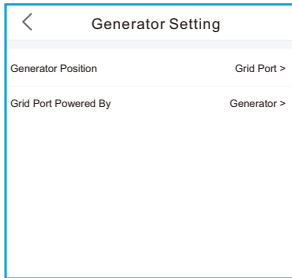 Generator Setting
Generator Position Grid Port >
Grid Port Powered By Generator >